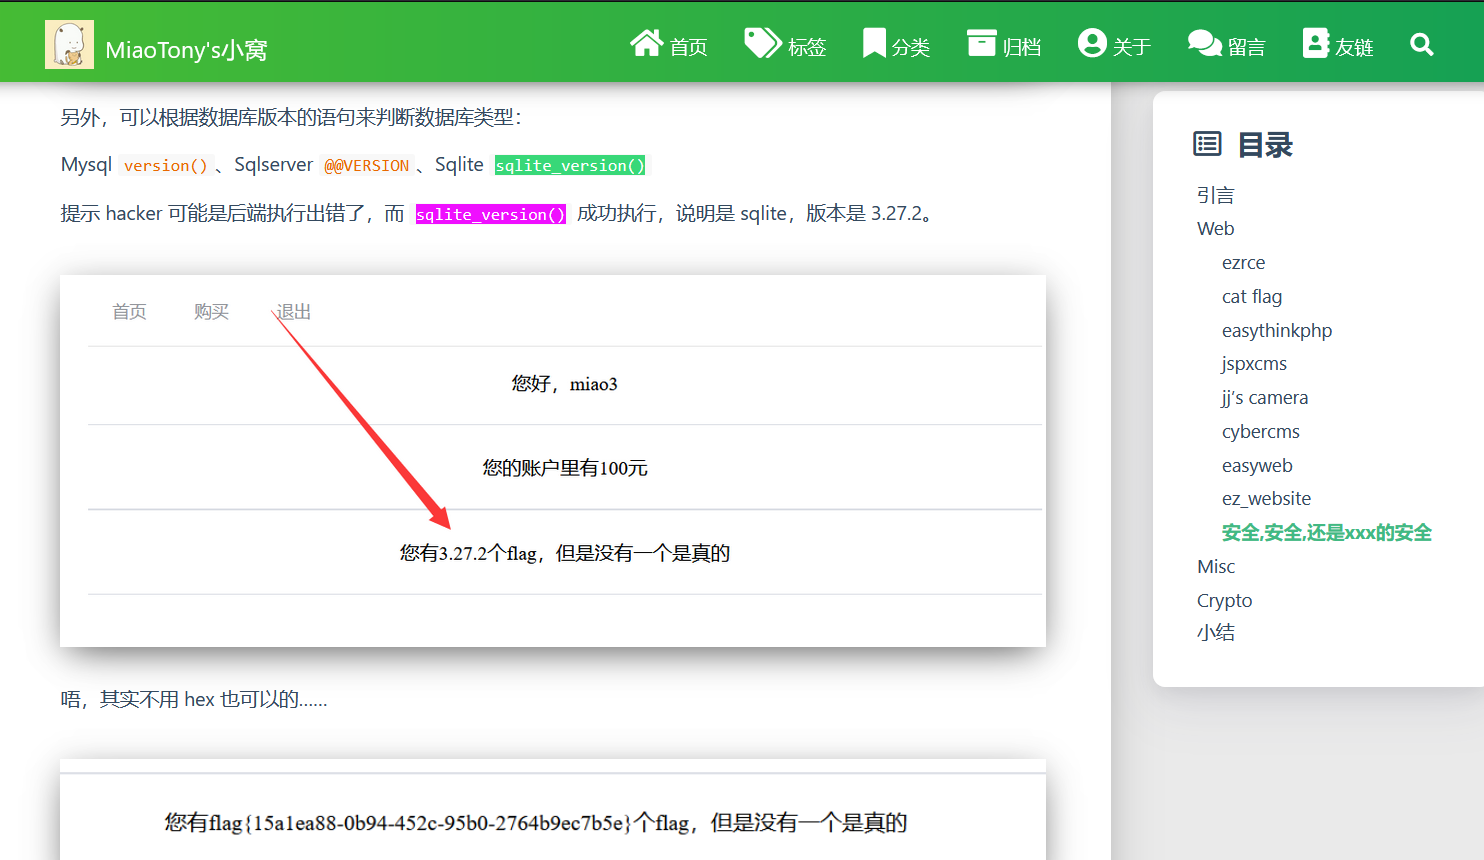 MiaoTony's小窝
首页 标签 分类 归档 关于 留言 友链
另外，可以根据数据库版本的语句来判断数据库类型：
Mysql version() 、Sqlserver @@VERSION 、Sqlite sqlite_version()
提示 hacker 可能是后端执行出错了，而 sqlite_version() 成功执行，说明是 sqlite，版本是 3.27.2。
首页 购买 退出
您好，miao3
您的账户里有100元
您有3.27.2个flag，但是没有一个是真的
唔，其实不用 hex 也可以的......
您有flag{15a1ea88-0b94-452c-95b0-2764b9ec7b5e}个flag，但是没有一个是真的
目录
引言
Web
ezrce
cat flag
easythinkphp
jspxcms
jj's camera
cybercms
easyweb
ez_website
安全,安全,还是xxx的安全
Misc
Crypto
小结